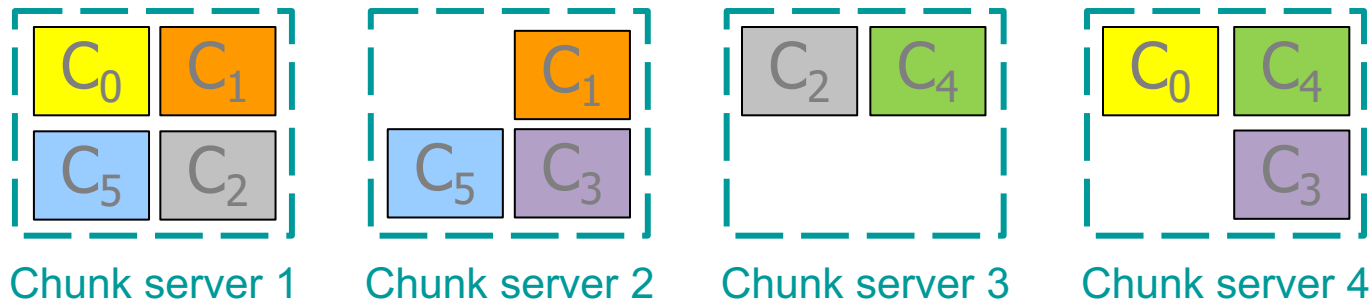 C0 C1 C1 C2 C4 C0 C4
C5 C2 C5 C3 C3
Chunk server 1 Chunk server 2 Chunk server 3 Chunk server 4